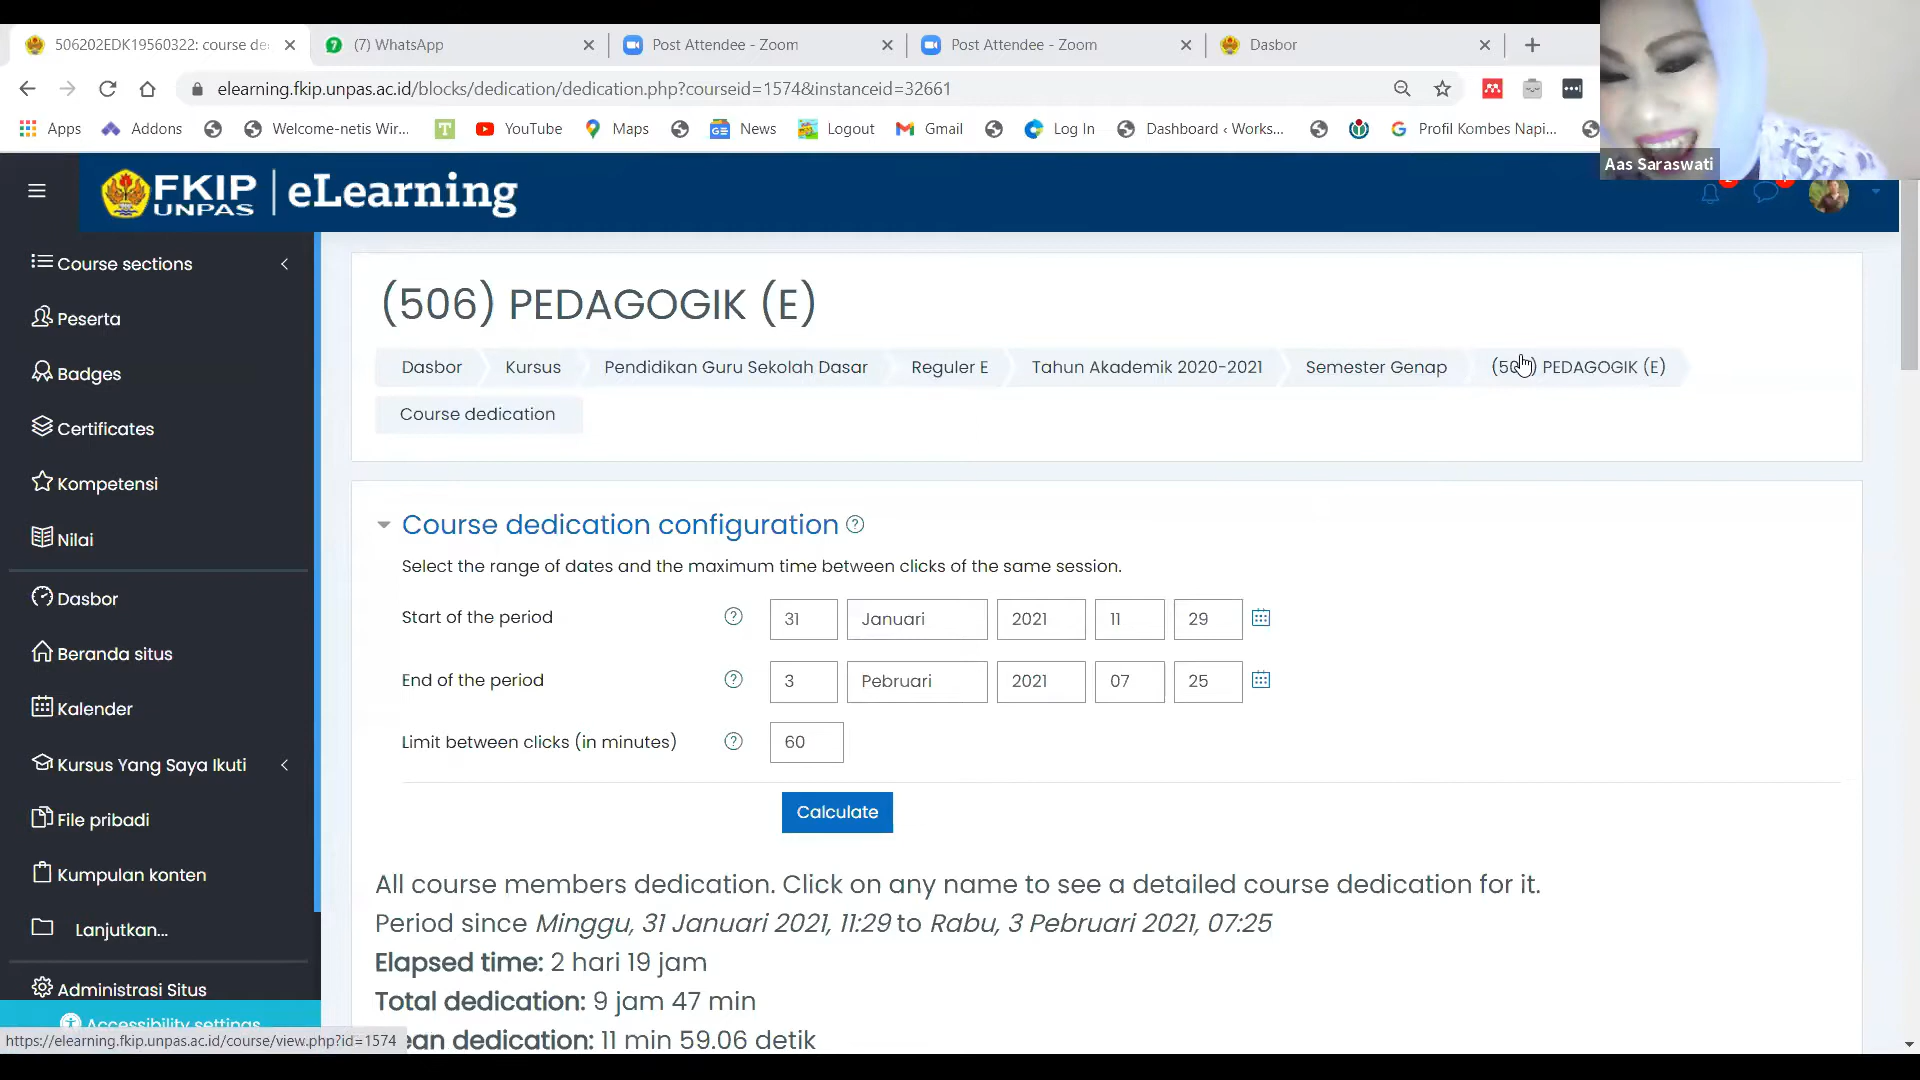 506202EDK19560322: course de
(7) WhatsApp
Post Attendee - Zoom
Post Attendee - Zoom
Dasbor
elearning.fkip.unpas.ac.id/blocks/dedication/dedication.php?courseid=1574&instanceid=32661
Apps
Addons
Welcome-netis Wir...
YouTube
Maps
News
Logout
Gmail
Log In
Dashboard ‹ Works...
Profil Kombes Napi...
Aas Saraswati
FKIP
UNPAS
eLearning
Course sections
Peserta
Badges
Certificates
Kompetensi
Nilai
Dasbor
Beranda situs
Kalender
Kursus Yang Saya Ikuti
File pribadi
Kumpulan konten
Lanjutkan...
Administrasi Situs
Accessibility settings
https://elearning.fkip.unpas.ac.id/course/view.php?id=1574
(506) PEDAGOGIK (E)
Dasbor
Kursus
Pendidikan Guru Sekolah Dasar
Reguler E
Tahun Akademik 2020-2021
Semester Genap
(506) PEDAGOGIK (E)
Course dedication
Course dedication configuration
Select the range of dates and the maximum time between clicks of the same session.
Start of the period 31 Januari 2021 11 29
End of the period 3 Pebruari 2021 07 25
Limit between clicks (in minutes) 60
Calculate
All course members dedication. Click on any name to see a detailed course dedication for it.
Period since Minggu, 31 Januari 2021, 11:29 to Rabu, 3 Pebruari 2021, 07:25
Elapsed time: 2 hari 19 jam
Total dedication: 9 jam 47 min
ean dedication: 11 min 59.06 detik